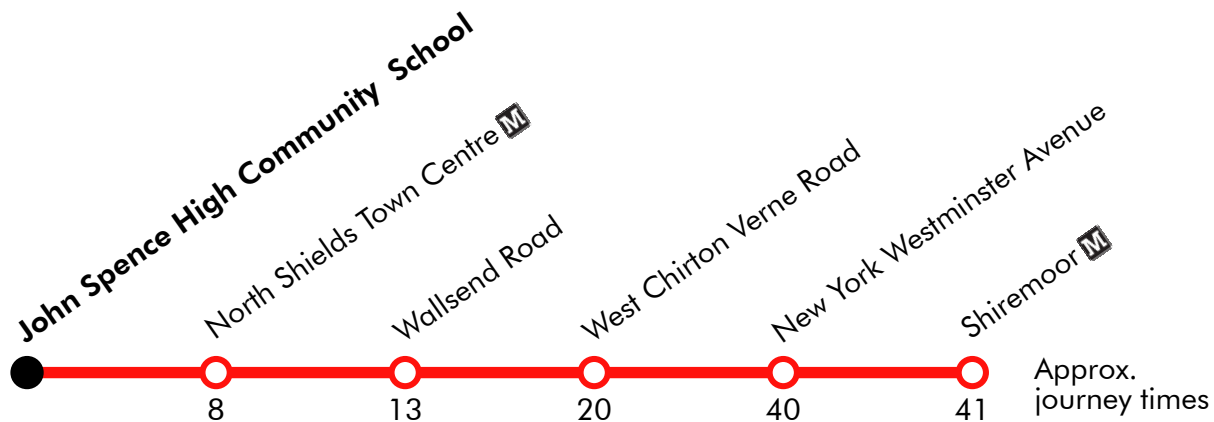 John Spence High Community School
North Shields Town Centre M
Wallsend Road
West Chirton Verne Road
New York Westminster Avenue
Shiremoor M
8
13
20
40
41
Approx.
journey times